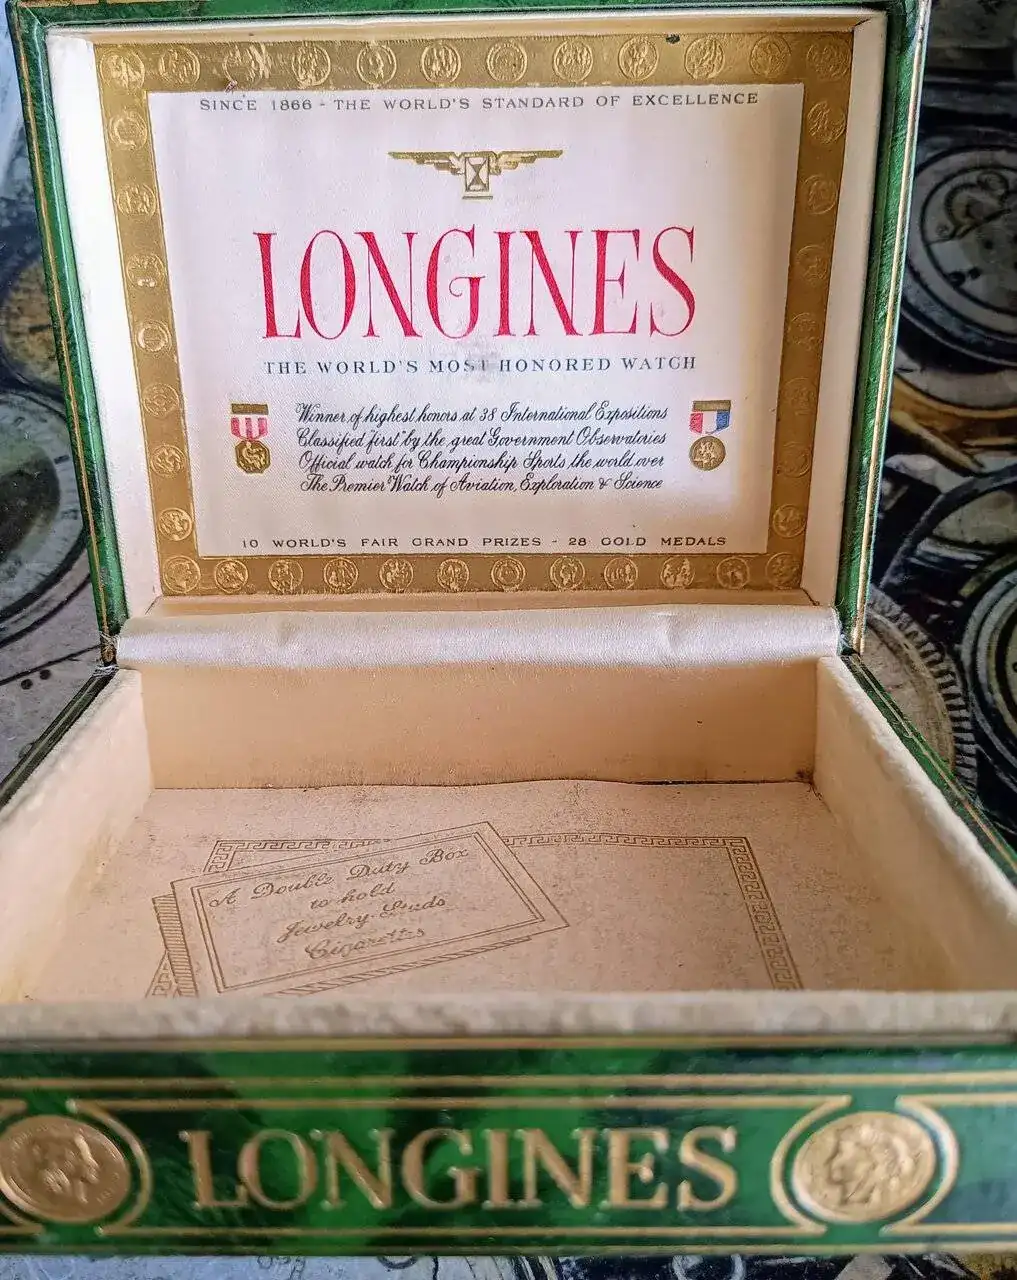 SINCE 1866 - THE WORLD'S STANDARD OF EXCELLENCE
LONGINES
THE WORLD'S MOST HONORED WATCH
Winner of highest honors at 38 International Expositions
Classified "first" by the great Government Observatories
Official watch for Championship Sports the world over
The Premier Watch of Aviation, Exploration & Science
10 WORLD'S FAIR GRAND PRIZES - 28 GOLD MEDALS
A Double Duty Box
to hold
Jewelry-Studs
Cigarettes
LONGINES